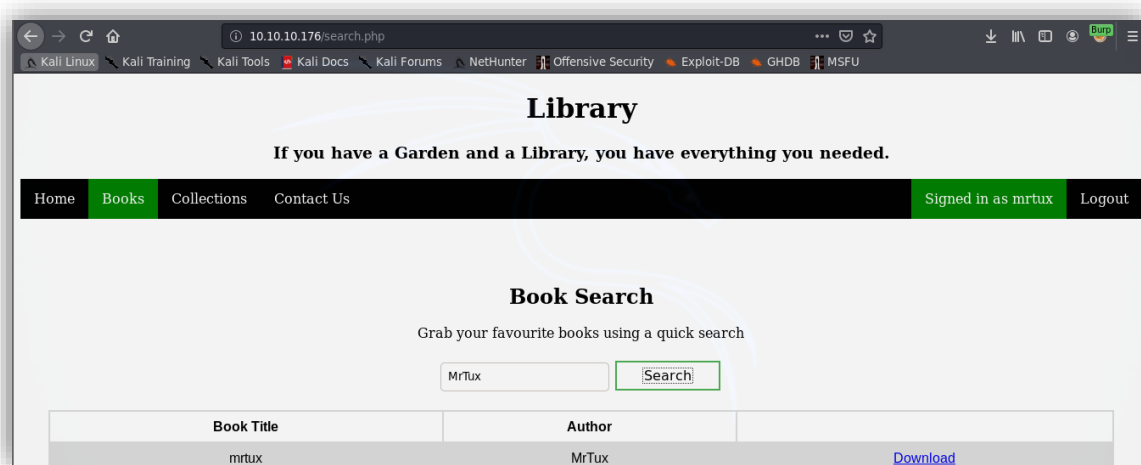 10.10.10.176/search.php
Burp
Kali Linux Kali Training Kali Tools Kali Docs Kali Forums NetHunter Offensive Security Exploit-DB GHDB MSFU
Library
If you have a Garden and a Library, you have everything you needed.
Home Books Collections Contact Us Signed in as mrtux Logout
Book Search
Grab your favourite books using a quick search
MrTux Search
Book Title Author
mrtux MrTux Download